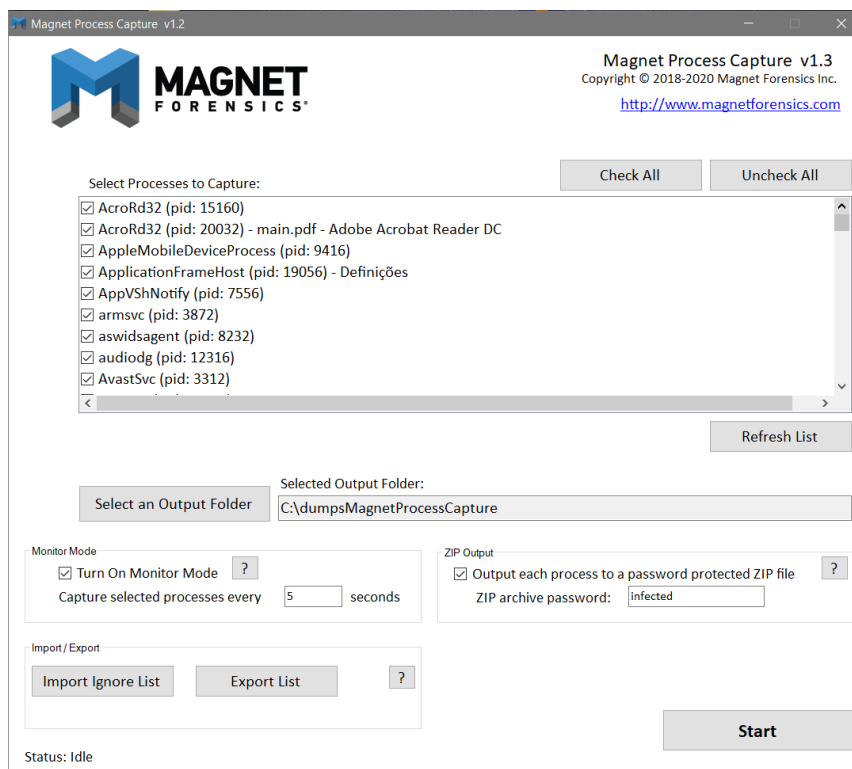 Magnet Process Capture v1.2
MAGNET
FORENSICS®
Magnet Process Capture v1.3
Copyright © 2018-2020 Magnet Forensics Inc.
http://www.magnetforensics.com
Check All
Uncheck All
Select Processes to Capture:
AcroRd32 (pid: 15160)
AcroRd32 (pid: 20032) - main.pdf - Adobe Acrobat Reader DC
AppleMobileDeviceProcess (pid: 9416)
ApplicationFrameHost (pid: 19056) - Definições
AppVShNotify (pid: 7556)
armsvc (pid: 3872)
aswidsagent (pid: 8232)
audiodg (pid: 12316)
AvastSvc (pid: 3312)
Refresh List
Selected Output Folder:
Select an Output Folder
C:\dumpsMagnetProcessCapture
Monitor Mode
Turn On Monitor Mode ?
Capture selected processes every 5 seconds
ZIP Output
Output each process to a password protected ZIP file ?
ZIP archive password: infected
Import / Export
Import Ignore List
Export List
?
Start
Status: Idle